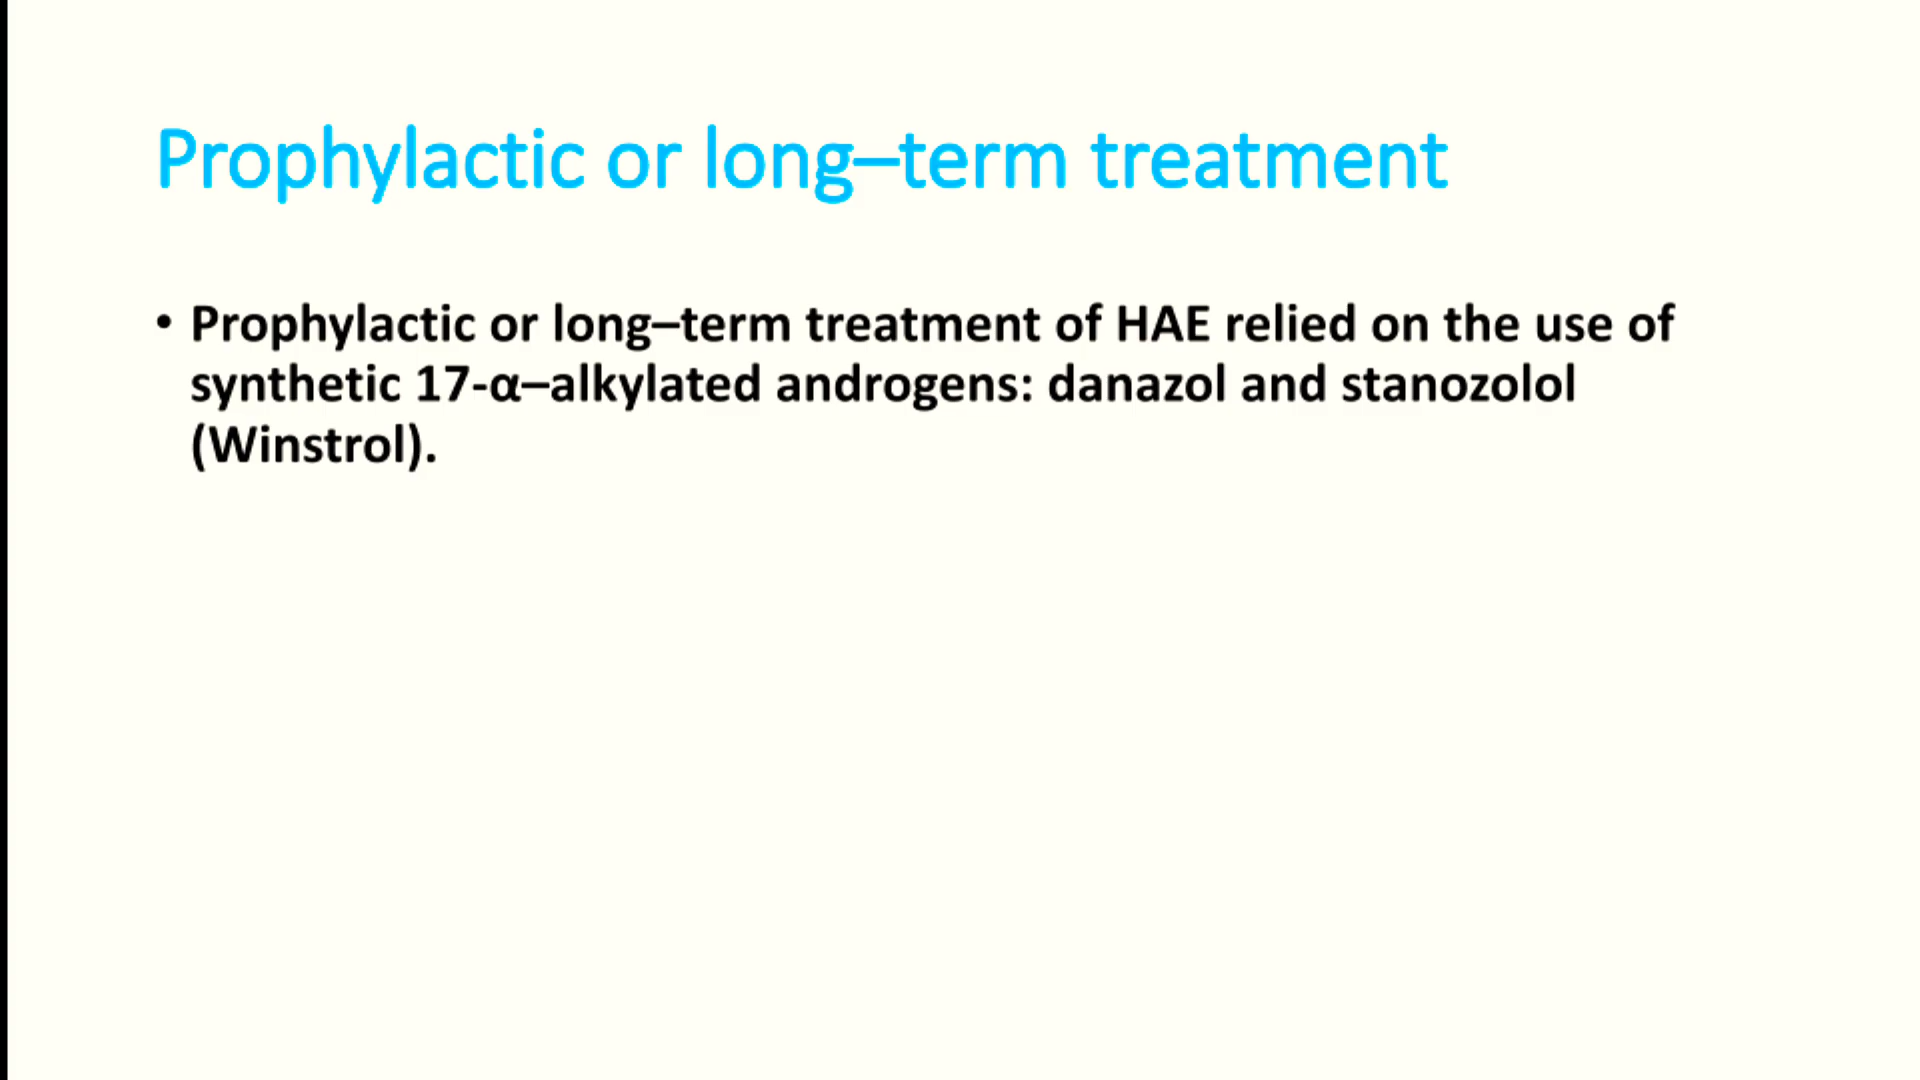 Prophylactic or long–term treatment
• Prophylactic or long–term treatment of HAE relied on the use of
synthetic 17-α–alkylated androgens: danazol and stanozolol
(Winstrol).